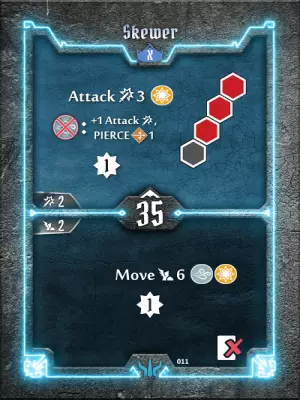 Skewer
X
Attack 3
+1 Attack,
PIERCE 1
1
2
2
35
Move 6
1
011